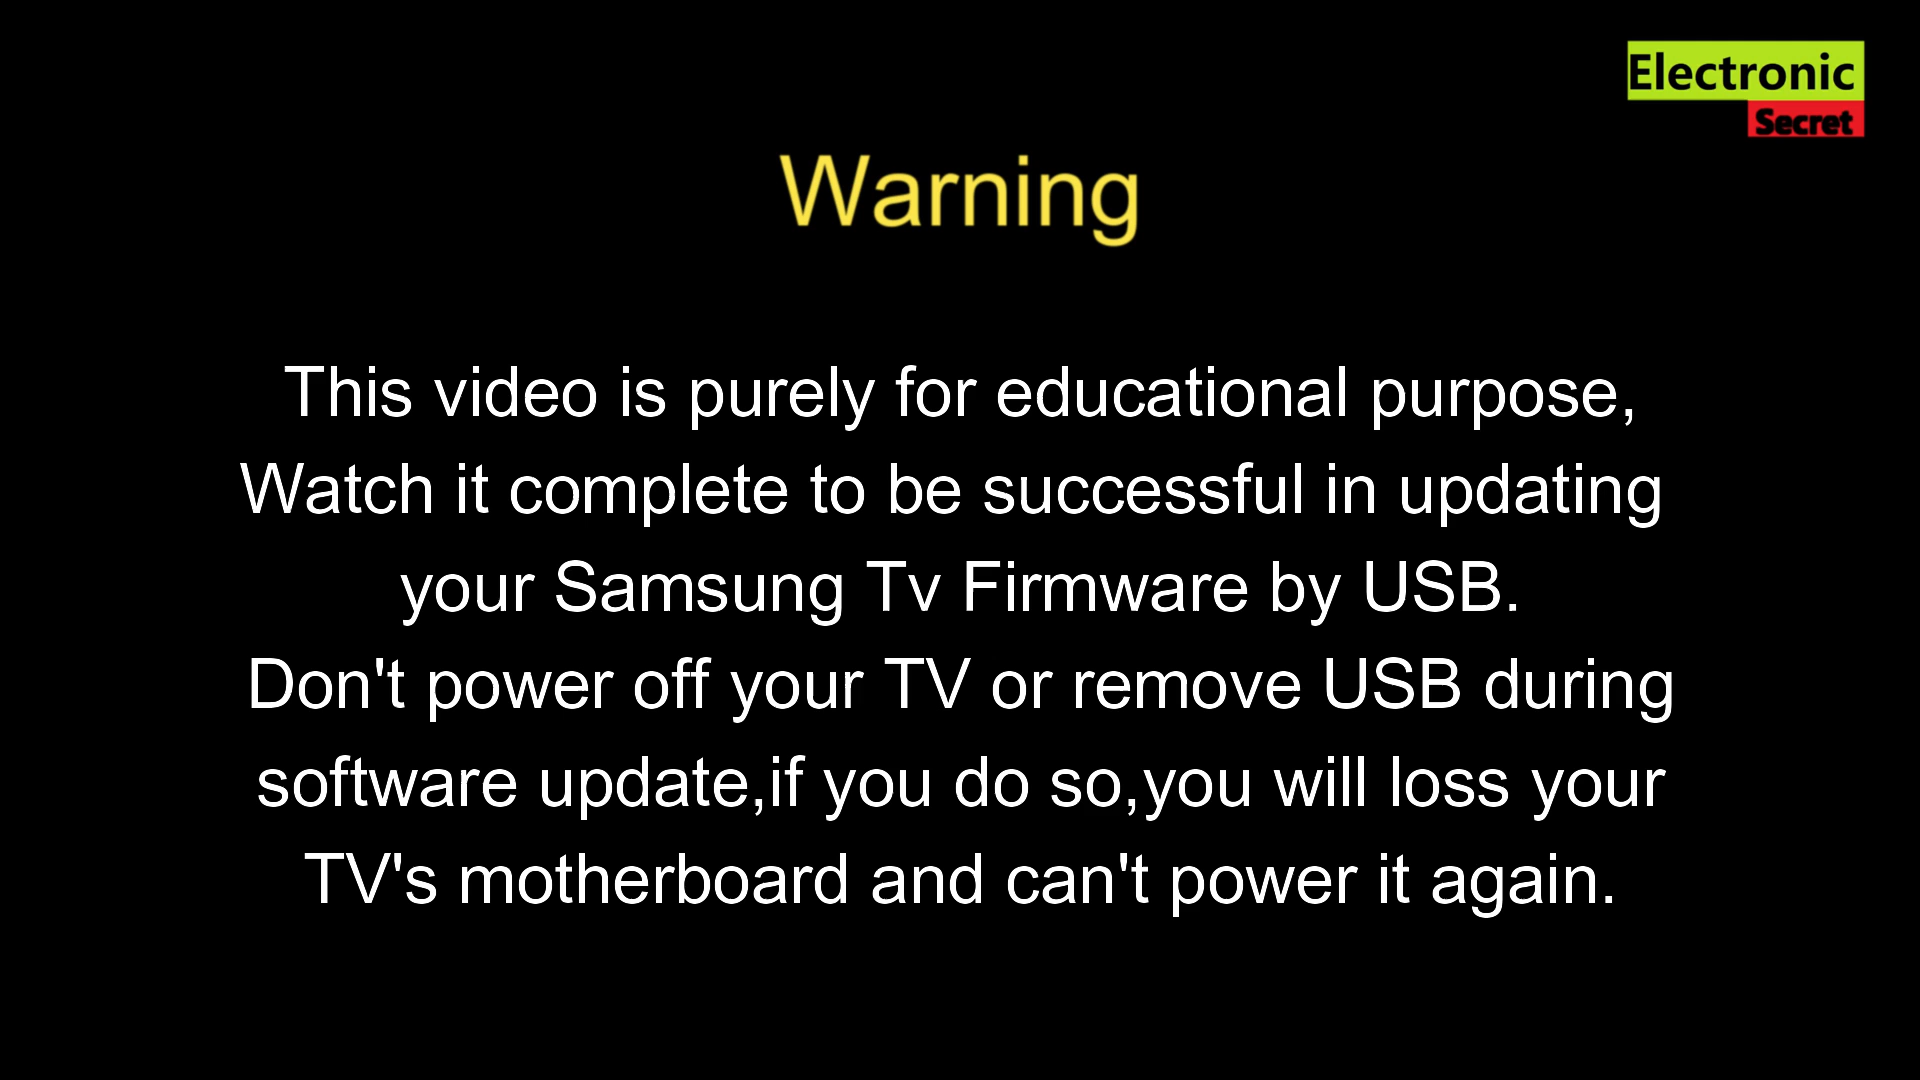 Electronic
Secret
Warning
This video is purely for educational purpose,
Watch it complete to be successful in updating
your Samsung Tv Firmware by USB.
Don't power off your TV or remove USB during
software update,if you do so,you will loss your
TV's motherboard and can't power it again.